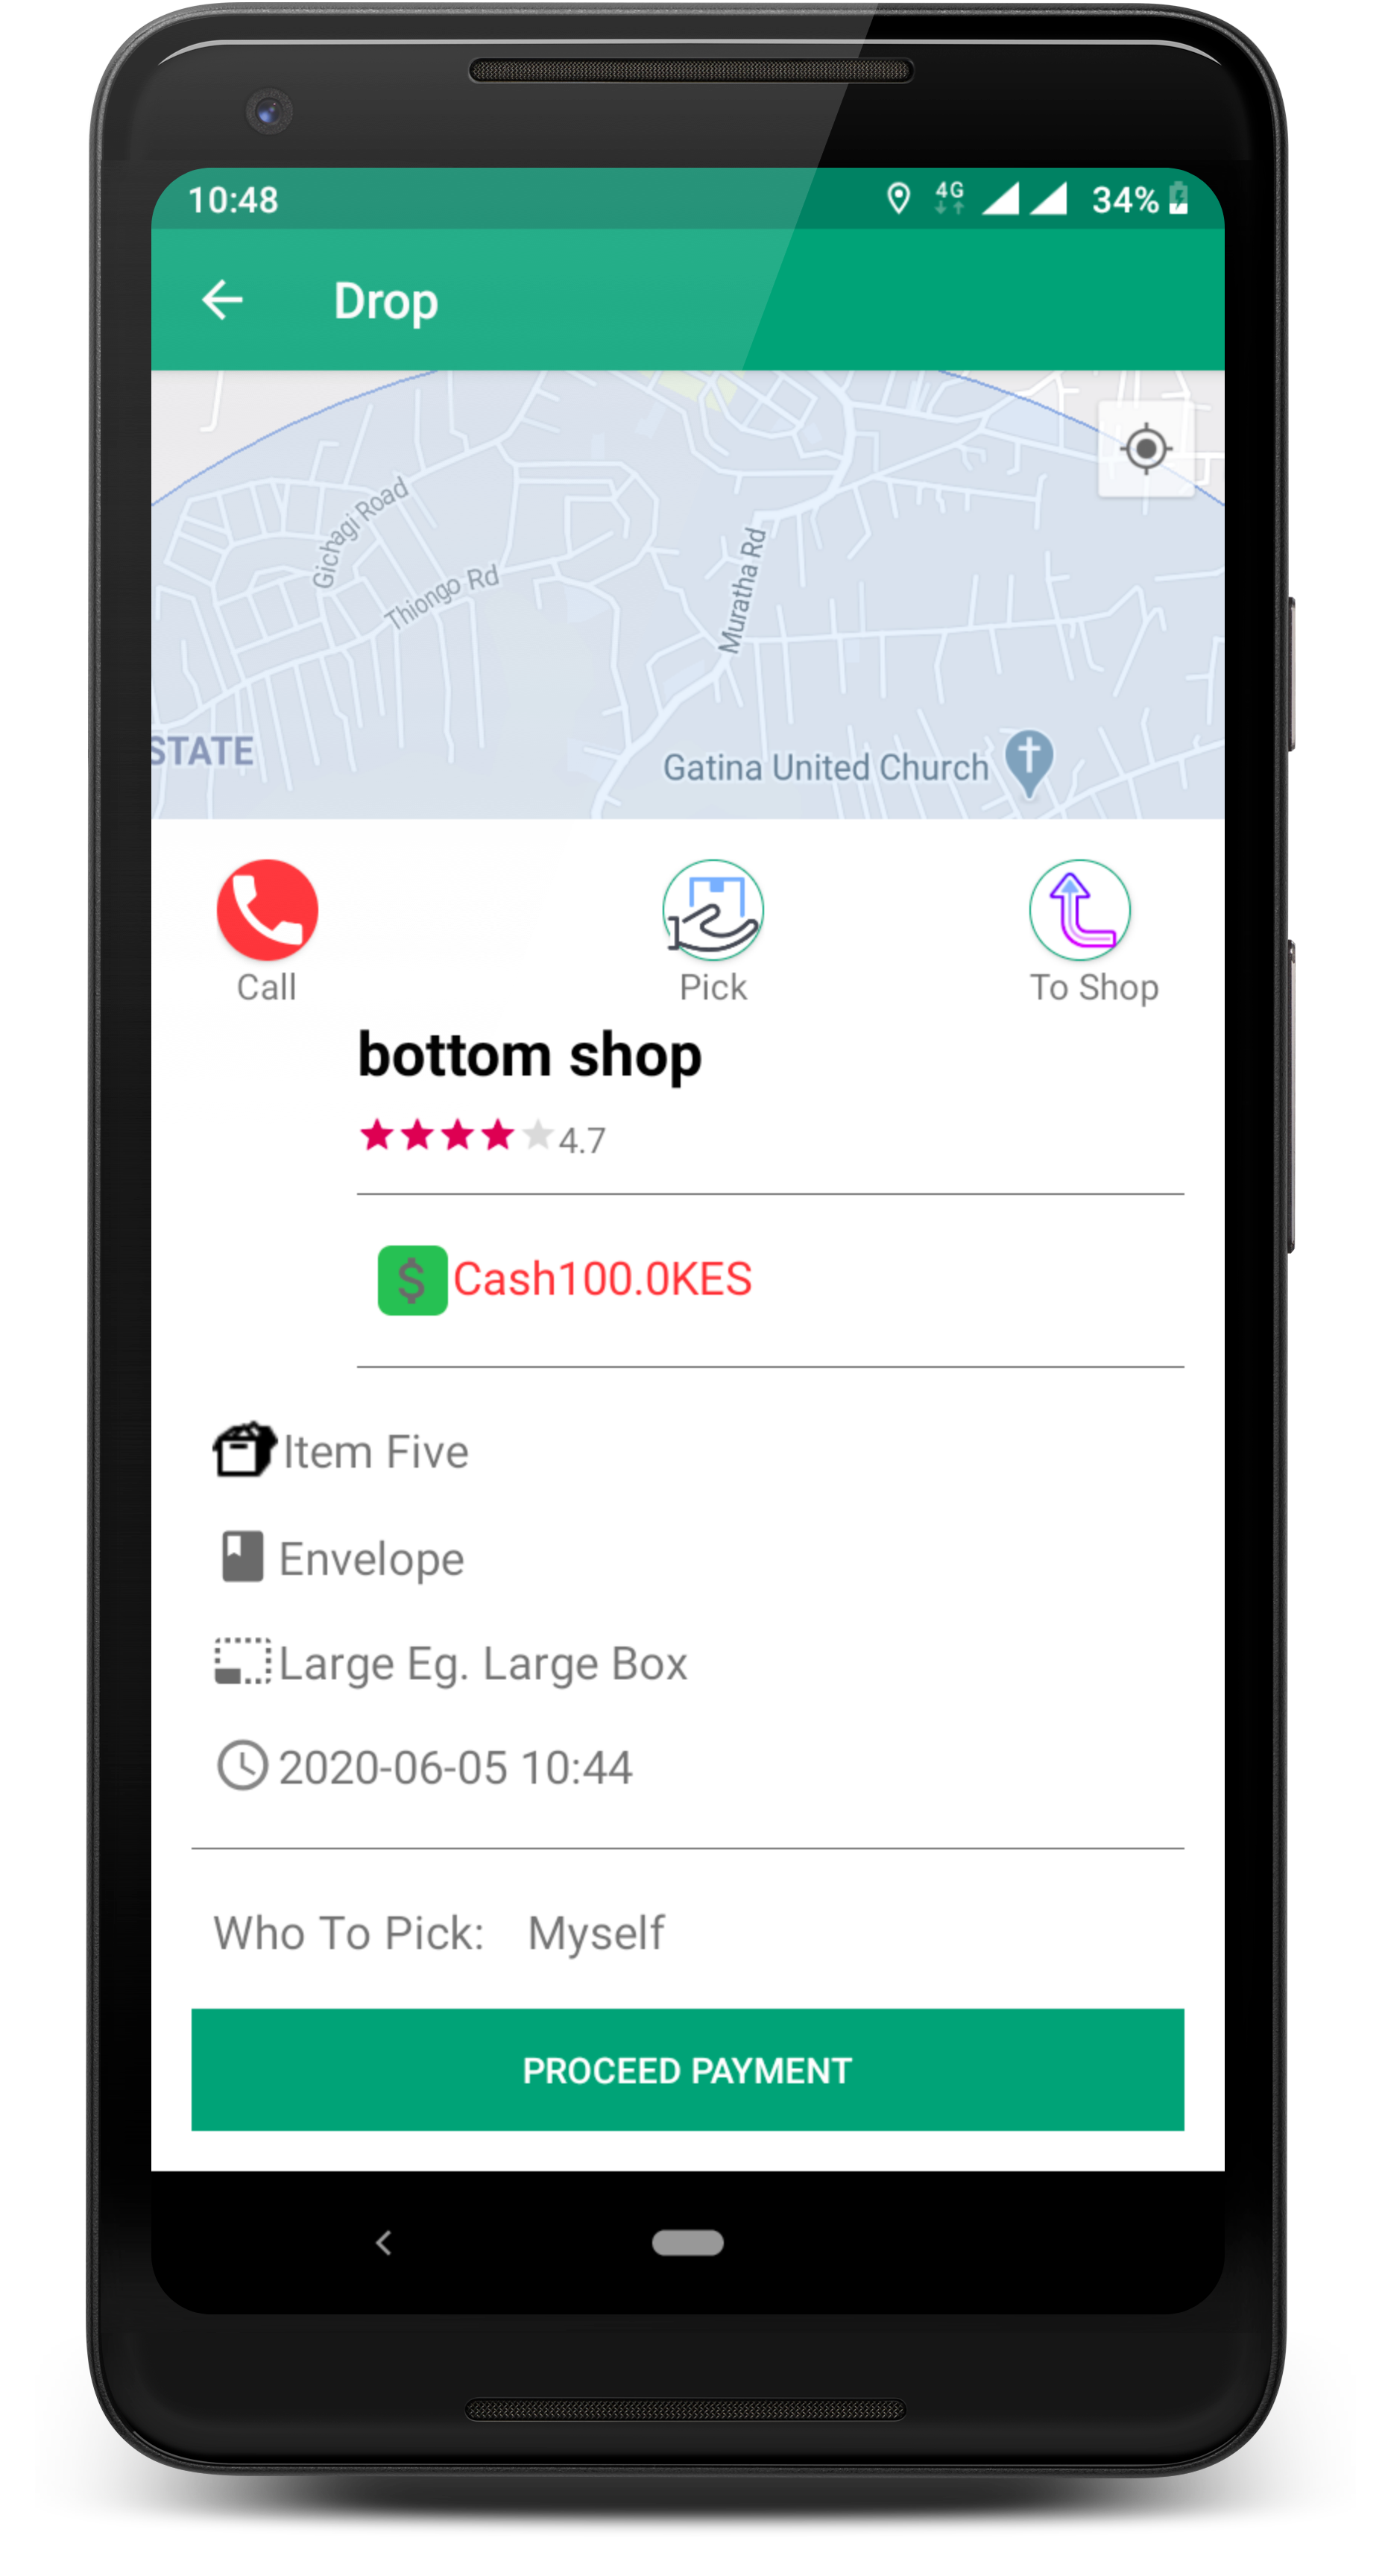 10:48 4G 34%
Drop
Gichagi Road
Thiongo Rd
Muratha Rd
STATE
Gatina United Church
Call Pick To Shop
bottom shop
4.7
$ Cash100.0KES
Item Five
Envelope
Large Eg. Large Box
2020-06-05 10:44
Who To Pick: Myself
PROCEED PAYMENT